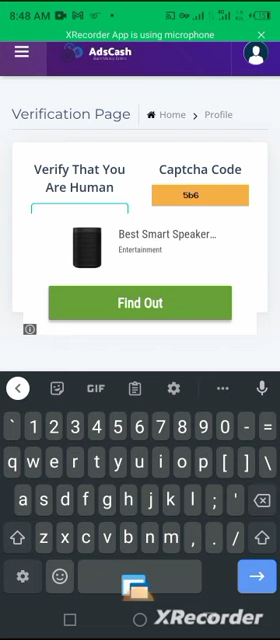 8:48 AM
XRecorder App is using microphone
AdsCash
Verification Page
Home > Profile
Verify That You
Are Human
Captcha Code
5b6
Best Smart Speaker...
Entertainment
Find Out
GIF
` 1 2 3 4 5 6 7 8 9 0 - =
q w e r t y u i o p [ ] \
a s d f g h j k l ; '
z x c v b n m , . /
XRecorder